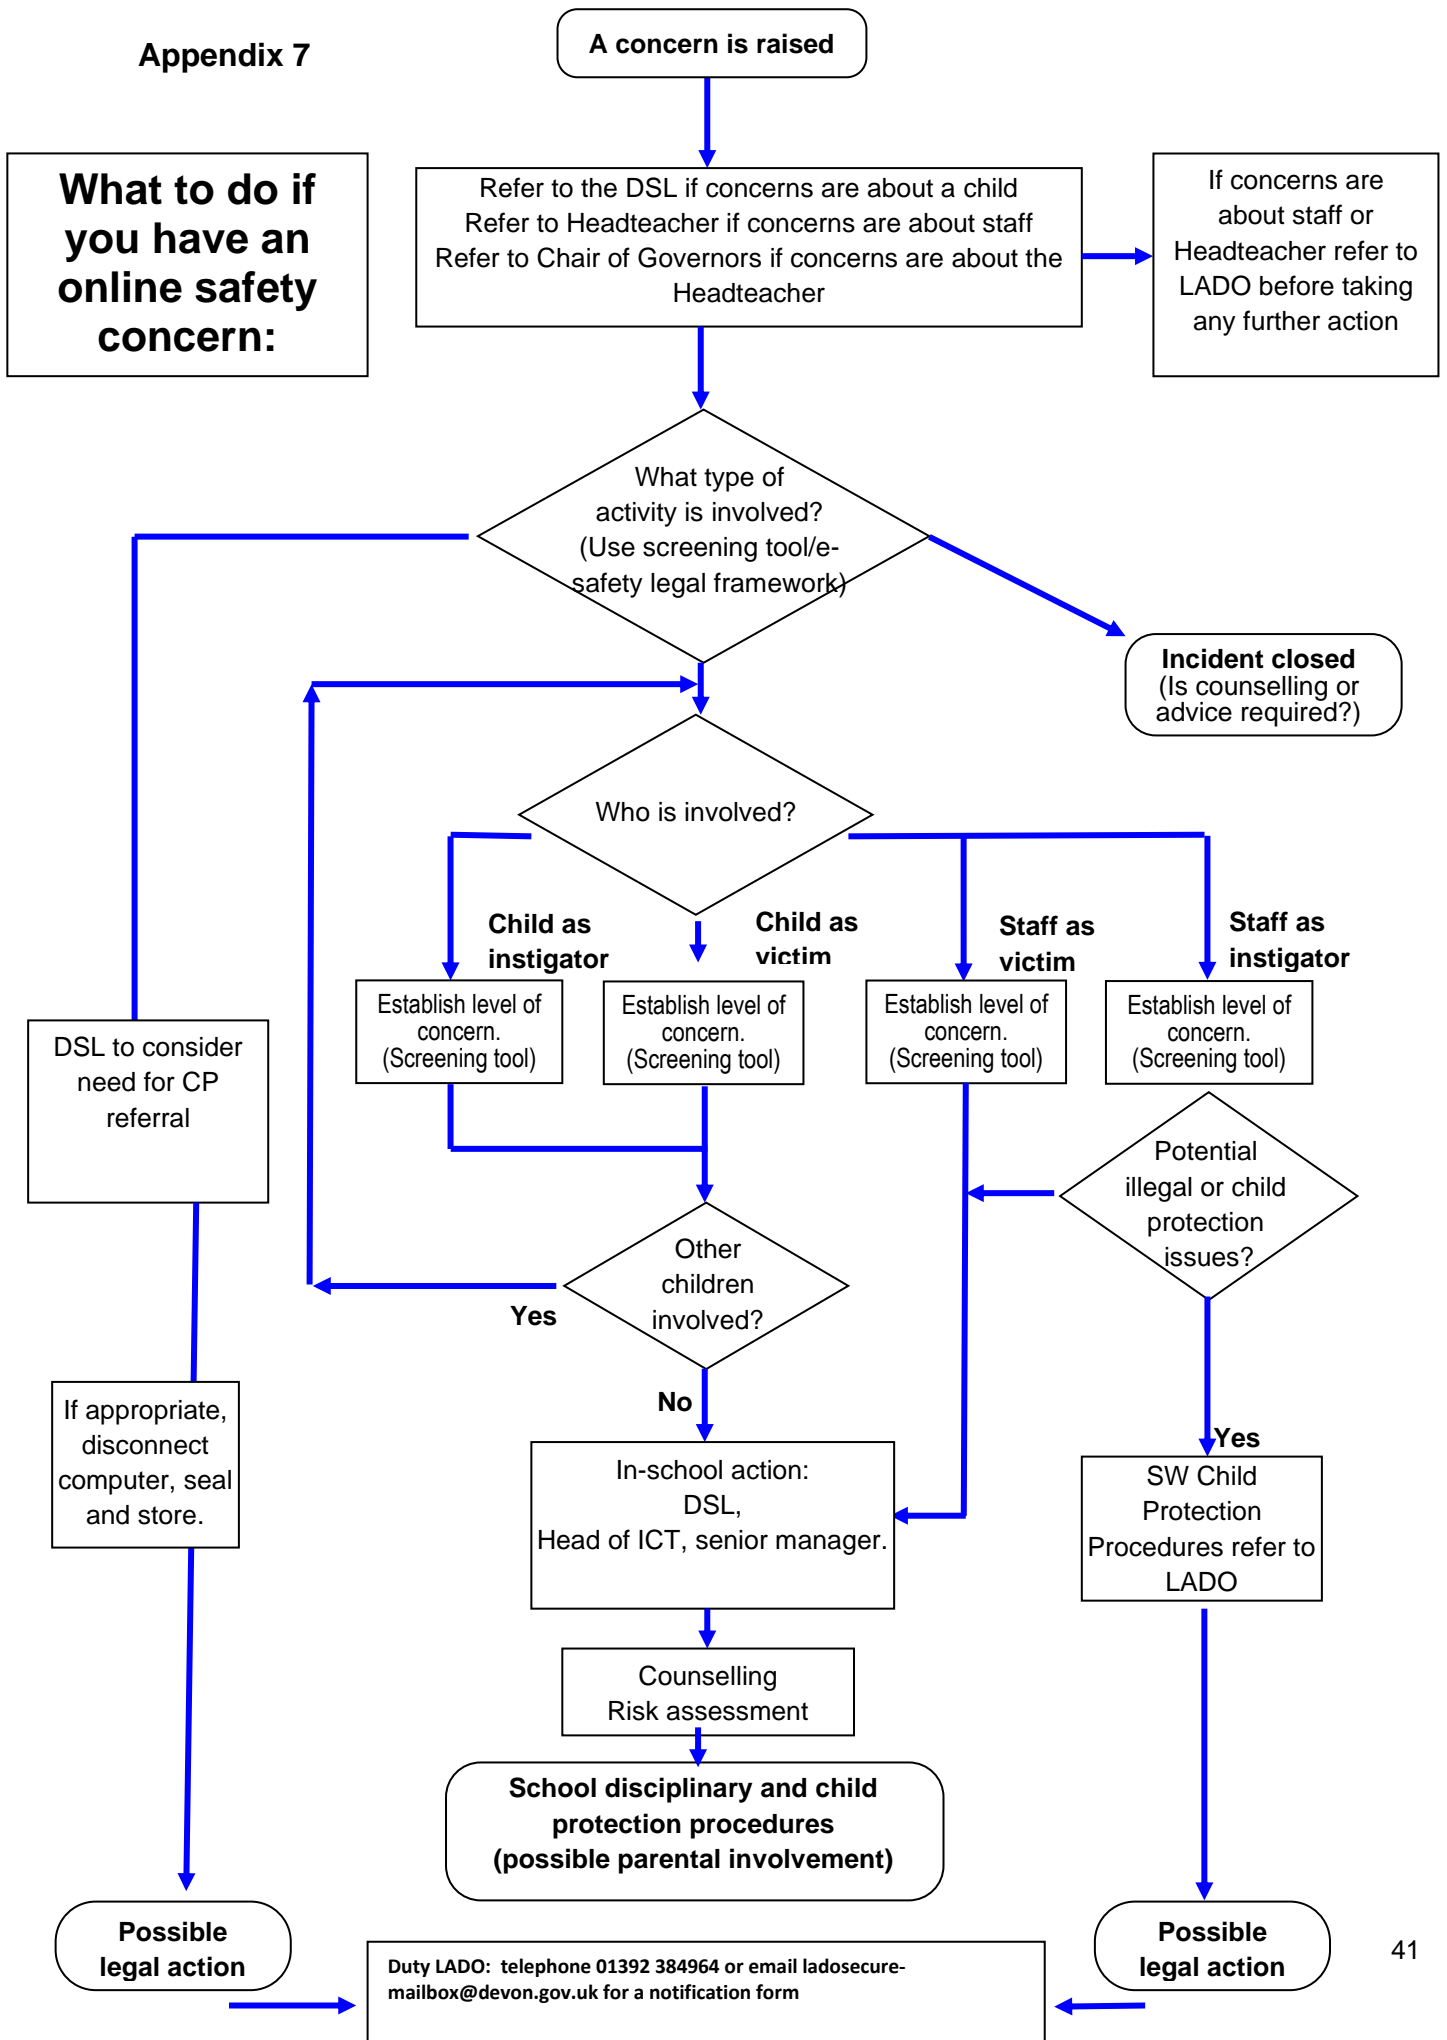 Appendix 7
A concern is raised
What to do if
you have an
online safety
concern:
Refer to the DSL if concerns are about a child
Refer to Headteacher if concerns are about staff
Refer to Chair of Governors if concerns are about the
Headteacher
If concerns are
about staff or
Headteacher refer to
LADO before taking
any further action
What type of
activity is involved?
(Use screening tool/e-
safety legal framework)
Incident closed
(Is counselling or
advice required?)
Who is involved?
Child as
instigator
Child as
victim
Staff as
victim
Staff as
instigator
Establish level of
concern.
(Screening tool)
Establish level of
concern.
(Screening tool)
Establish level of
concern.
(Screening tool)
Establish level of
concern.
(Screening tool)
DSL to consider
need for CP
referral
Potential
illegal or child
protection
issues?
Other
children
involved?
Yes
No
Yes
If appropriate,
disconnect
computer, seal
and store.
In-school action:
DSL,
Head of ICT, senior manager.
SW Child
Protection
Procedures refer to
LADO
Counselling
Risk assessment
School disciplinary and child
protection procedures
(possible parental involvement)
Possible
legal action
Possible
legal action
Duty LADO: telephone 01392 384964 or email ladosecure-
mailbox@devon.gov.uk for a notification form
41